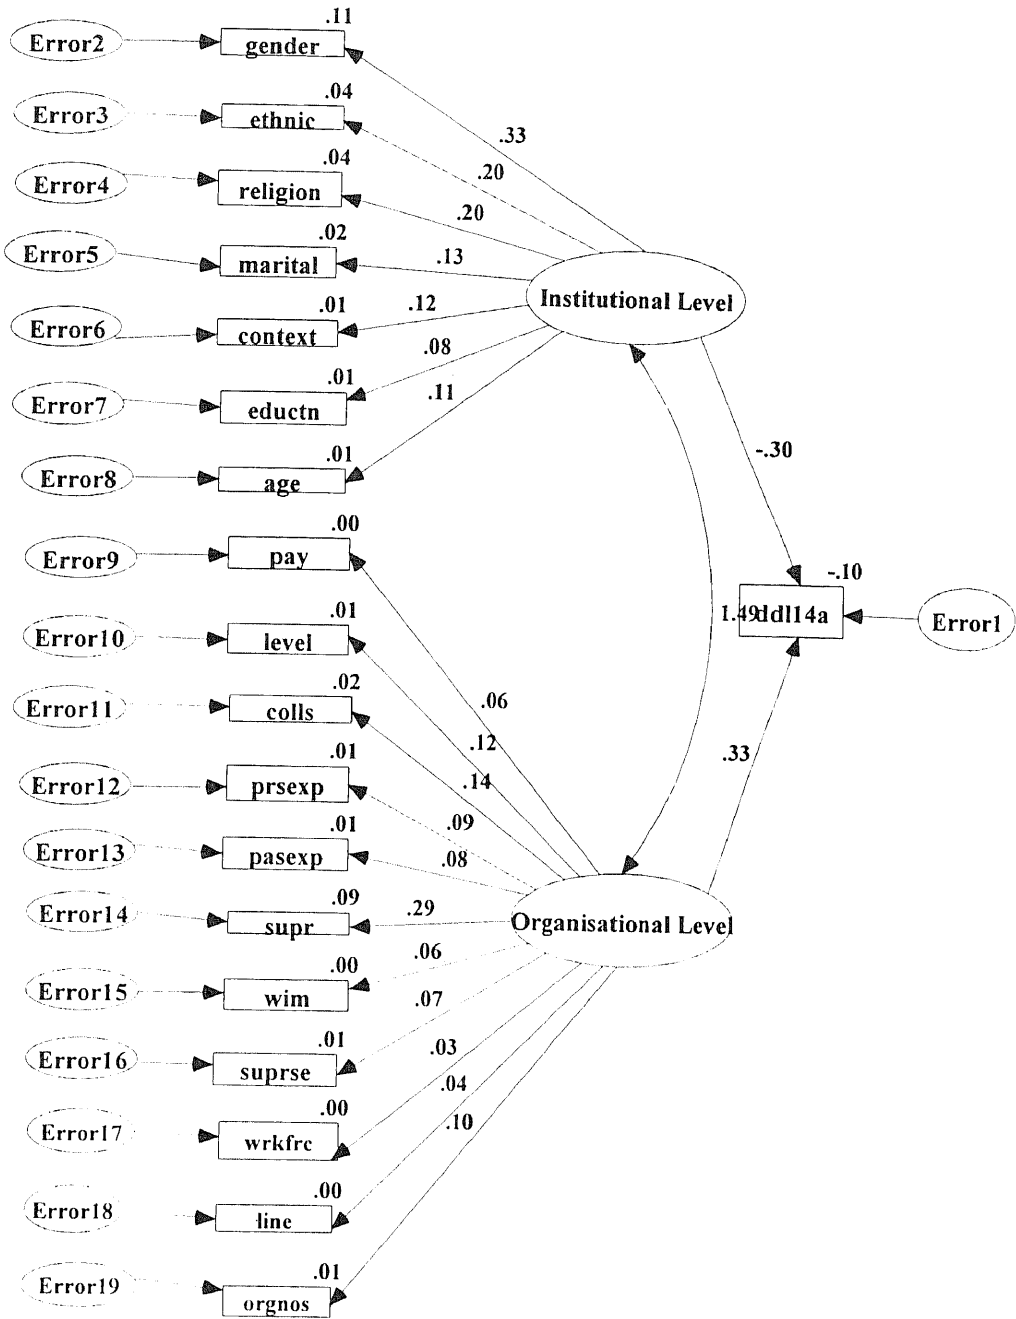 .11
Error2 gender
.04
Error3 ethnic .33
.04 .20
Error4 religion
.20
.02
Error5 marital .13
.01 .12 Institutional Level
Error6 context
.01 .08
Error7 eductn .11
.01
Error8 age -.30
.00
Error9 pay
-.10
.01 1.49 ddl14a Error1
Error10 level
.02
Error11 colls .06
.12
.01 .14 .33
Error12 prsexp
.01 .09
Error13 pasexp .08
.09 .29
Error14 supr Organisational Level
.00 .06
Error15 wim .07
.01
Error16 suprse .03
.04
.00
Error17 wrkfrc .10
.00
Error18 line
.01
Error19 orgnos